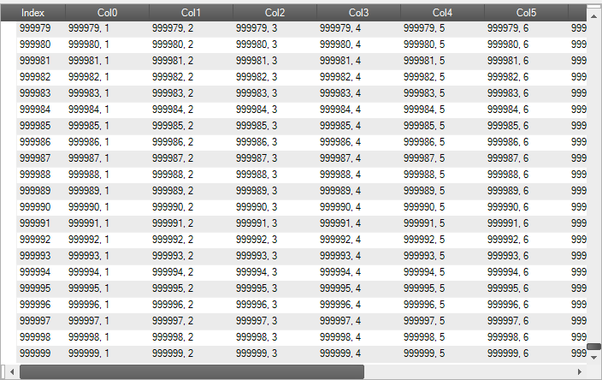 Index Col0 Col1 Col2 Col3 Col4 Col5
999979 999979, 1 999979, 2 999979, 3 999979, 4 999979, 5 999979, 6 999
999980 999980, 1 999980, 2 999980, 3 999980, 4 999980, 5 999980, 6 999
999981 999981, 1 999981, 2 999981, 3 999981, 4 999981, 5 999981, 6 999
999982 999982, 1 999982, 2 999982, 3 999982, 4 999982, 5 999982, 6 999
999983 999983, 1 999983, 2 999983, 3 999983, 4 999983, 5 999983, 6 999
999984 999984, 1 999984, 2 999984, 3 999984, 4 999984, 5 999984, 6 999
999985 999985, 1 999985, 2 999985, 3 999985, 4 999985, 5 999985, 6 999
999986 999986, 1 999986, 2 999986, 3 999986, 4 999986, 5 999986, 6 999
999987 999987, 1 999987, 2 999987, 3 999987, 4 999987, 5 999987, 6 999
999988 999988, 1 999988, 2 999988, 3 999988, 4 999988, 5 999988, 6 999
999989 999989, 1 999989, 2 999989, 3 999989, 4 999989, 5 999989, 6 999
999990 999990, 1 999990, 2 999990, 3 999990, 4 999990, 5 999990, 6 999
999991 999991, 1 999991, 2 999991, 3 999991, 4 999991, 5 999991, 6 999
999992 999992, 1 999992, 2 999992, 3 999992, 4 999992, 5 999992, 6 999
999993 999993, 1 999993, 2 999993, 3 999993, 4 999993, 5 999993, 6 999
999994 999994, 1 999994, 2 999994, 3 999994, 4 999994, 5 999994, 6 999
999995 999995, 1 999995, 2 999995, 3 999995, 4 999995, 5 999995, 6 999
999996 999996, 1 999996, 2 999996, 3 999996, 4 999996, 5 999996, 6 999
999997 999997, 1 999997, 2 999997, 3 999997, 4 999997, 5 999997, 6 999
999998 999998, 1 999998, 2 999998, 3 999998, 4 999998, 5 999998, 6 999
999999 999999, 1 999999, 2 999999, 3 999999, 4 999999, 5 999999, 6 999